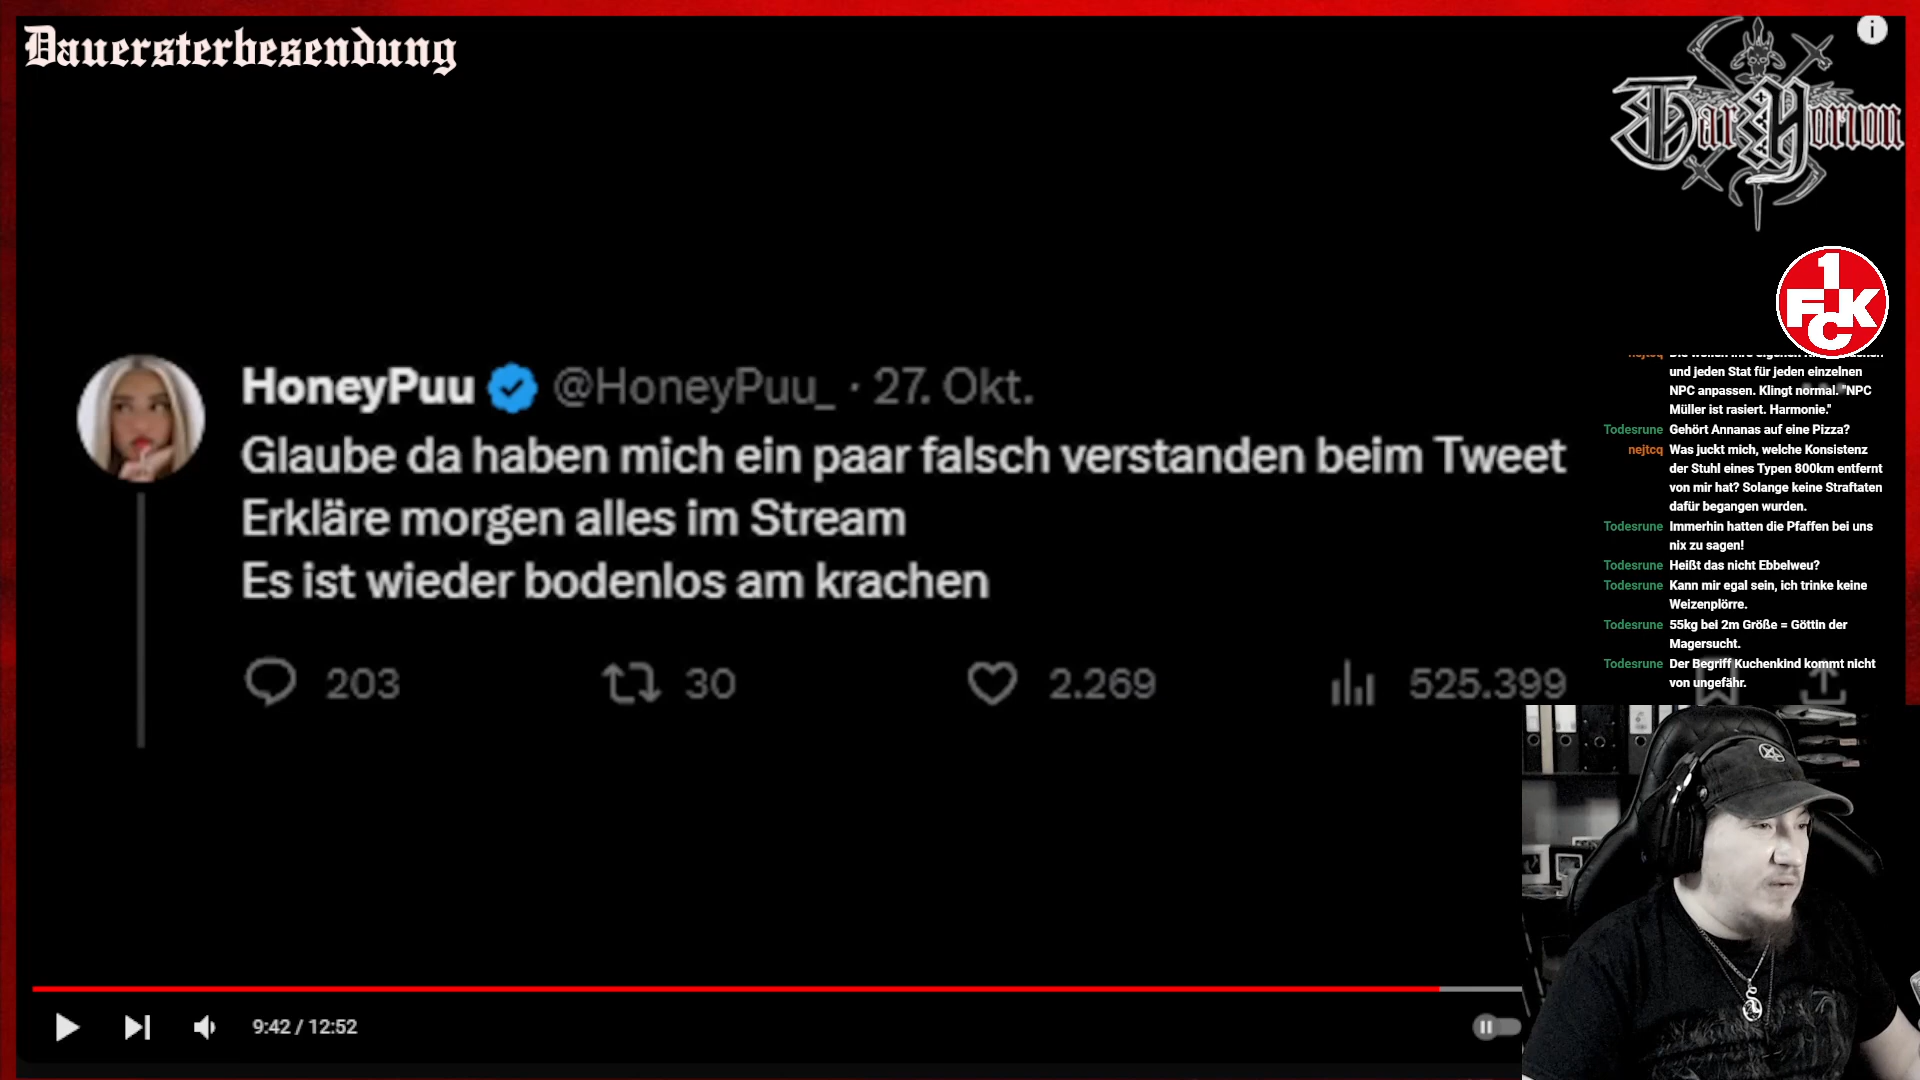 Dauersterbesendung
TarYorion
1
FCK
HoneyPuu @HoneyPuu_ · 27. Okt.
Glaube da haben mich ein paar falsch verstanden beim Tweet
Erkläre morgen alles im Stream
Es ist wieder bodenlos am krachen
203 30 2.269 525.399
und jeden Stat für jeden einzelnen
NPC anpassen. Klingt normal. "NPC
Müller ist rasiert. Harmonie."
Todesrune Gehört Annanas auf eine Pizza?
nejtcq Was juckt mich, welche Konsistenz
der Stuhl eines Typen 800km entfernt
von mir hat? Solange keine Straftaten
dafür begangen wurden.
Todesrune Immerhin hatten die Pfaffen bei uns
nix zu sagen!
Todesrune Heißt das nicht Ebbelweu?
Todesrune Kann mir egal sein, ich trinke keine
Weizenplörre.
Todesrune 55kg bei 2m Größe = Göttin der
Magersucht.
Todesrune Der Begriff Kuchenkind kommt nicht
von ungefähr.
9:42 / 12:52